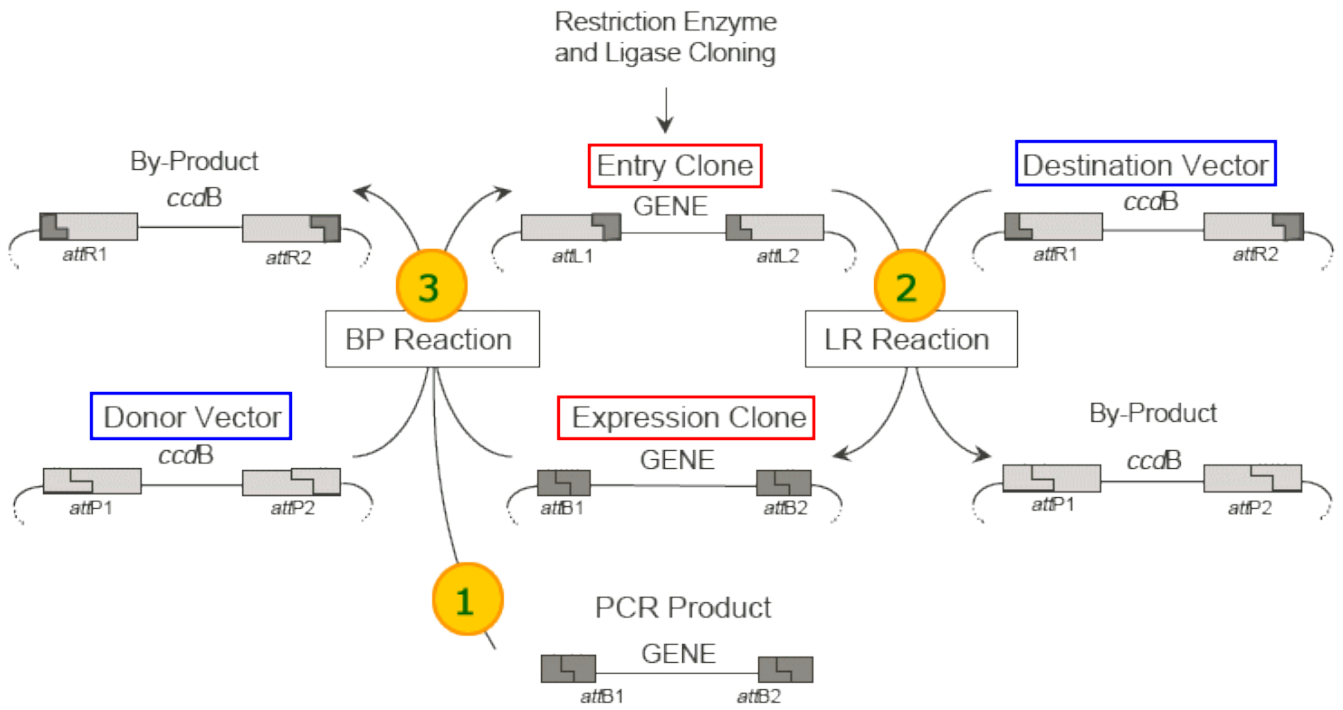 Restriction Enzyme
and Ligase Cloning
By-Product
ccdB
attR1
attR2
Entry Clone
GENE
attL1
attL2
Destination Vector
ccdB
attR1
attR2
3
BP Reaction
2
LR Reaction
Donor Vector
ccdB
attP1
attP2
Expression Clone
GENE
attB1
attB2
By-Product
ccdB
attP1
attP2
1
PCR Product
GENE
attB1
attB2